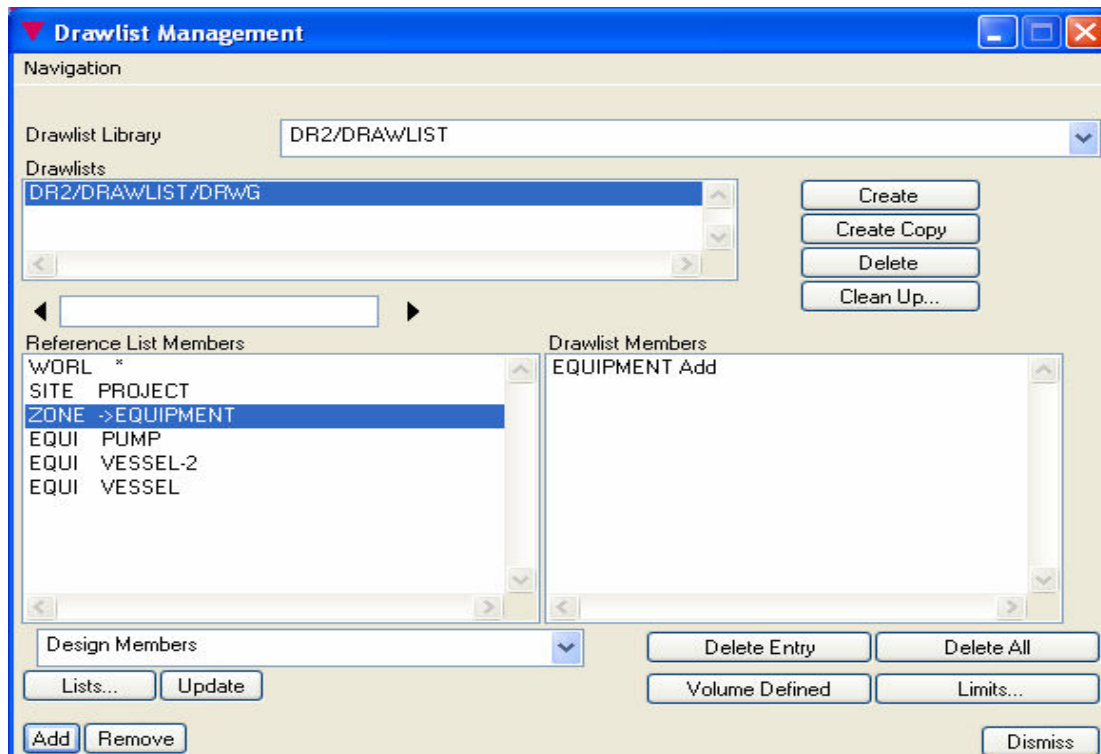 Drawlist Management
Navigation
Drawlist Library
DR2/DRAWLIST
Drawlists
DR2/DRAWLIST/DRWG
Create
Create Copy
Delete
Clean Up...
Reference List Members
Drawlist Members
WORL *
SITE PROJECT
ZONE ->EQUIPMENT
EQUI PUMP
EQUI VESSEL-2
EQUI VESSEL
EQUIPMENT Add
Design Members
Delete Entry
Delete All
Lists...
Update
Volume Defined
Limits...
Add
Remove
Dismiss